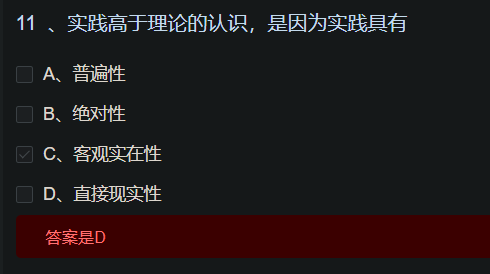 11 、实践高于理论的认识，是因为实践具有
A、普遍性
B、绝对性
C、客观实在性
D、直接现实性
答案是D